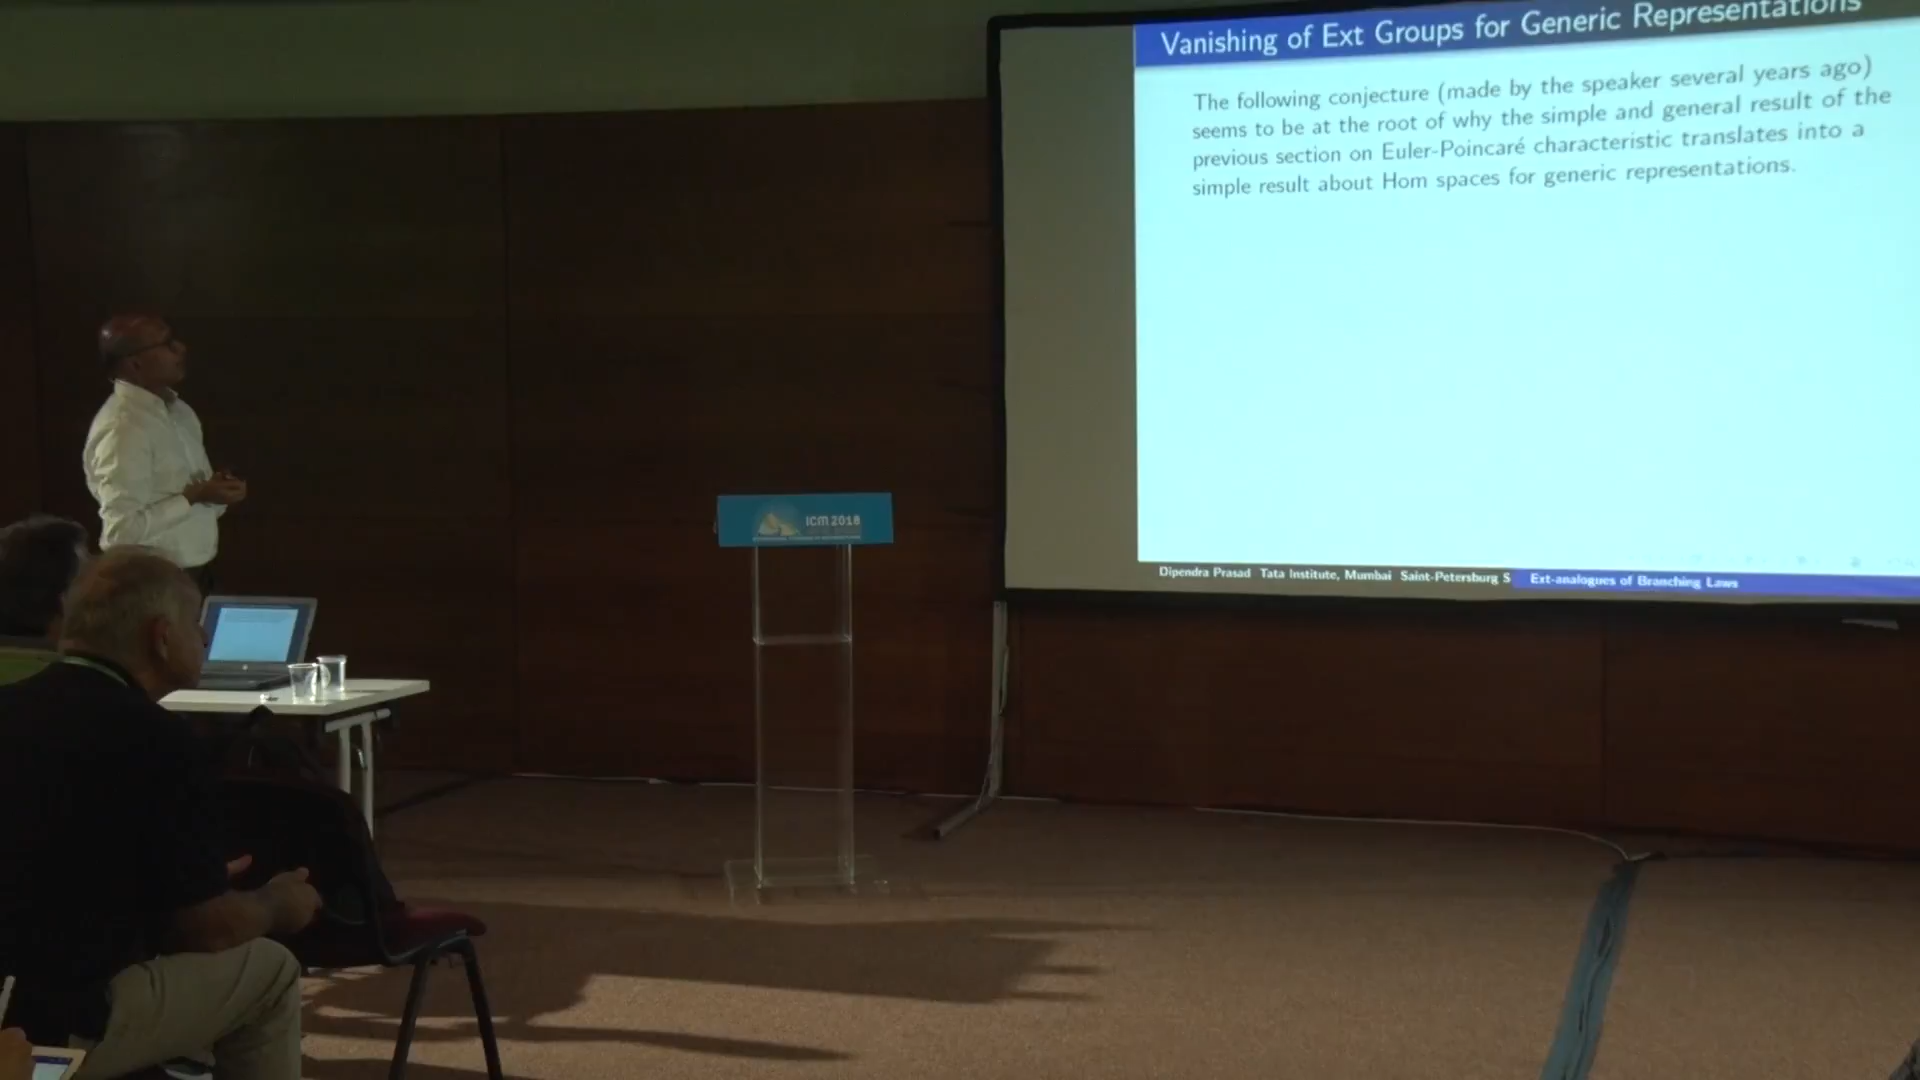 Vanishing of Ext Groups for Generic Representations
The following conjecture (made by the speaker several years ago)
seems to be at the root of why the simple and general result of the
previous section on Euler-Poincaré characteristic translates into a
simple result about Hom spaces for generic representations.
ICM 2018
Dipendra Prasad Tata Institute, Mumbai Saint-Petersburg S
Ext-analogues of Branching Laws